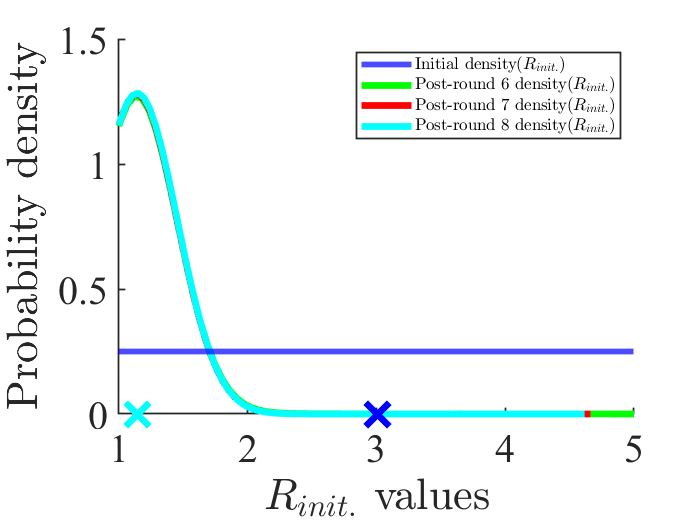 1.5
Initial density(R_init.)
Post-round 6 density(R_init.)
Post-round 7 density(R_init.)
Post-round 8 density(R_init.)
1
Probability density
0.5
0
1 2 3 4 5
R_init. values